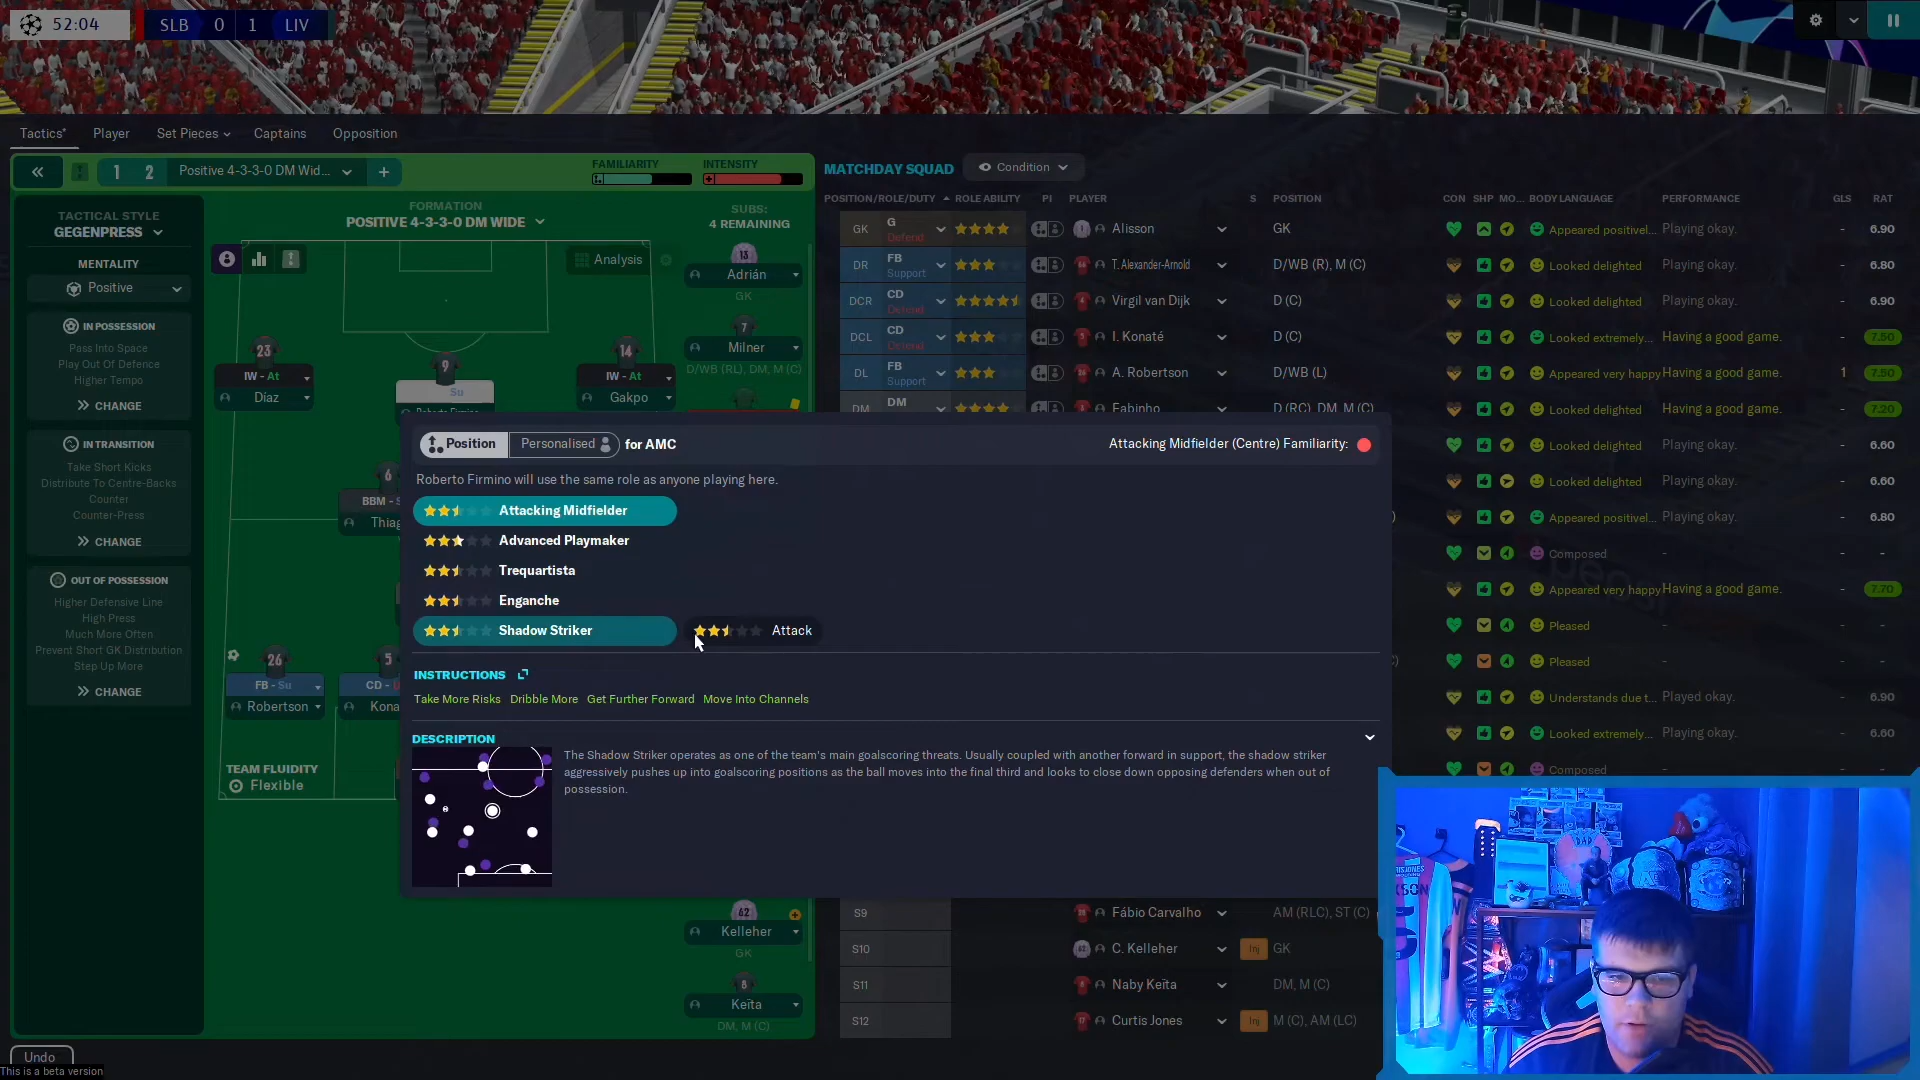 52:04 SLB 0 1 LIV
Tactics* Player Set Pieces Captains Opposition
1 2 Positive 4-3-3-0 DM Wid... +
FAMILIARITY INTENSITY
TACTICAL STYLE
GEGENPRESS
MENTALITY
Positive
IN POSSESSION
Pass Into Space
Play Out Of Defence
Higher Tempo
CHANGE
IN TRANSITION
Take Short Kicks
Distribute To Centre-Backs
Counter
Counter-Press
CHANGE
OUT OF POSSESSION
Higher Defensive Line
High Press
Much More Often
Prevent Short GK Distribution
Step Up More
CHANGE
FORMATION
POSITIVE 4-3-3-0 DM WIDE
Analysis
23
IW - At
Díaz
9
Su
Roberto Firmino
14
IW - At
Gakpo
6
BBM - S
Thiag
26
FB - Su
Robertson
5
CD -
Kona
TEAM FLUIDITY
Flexible
SUBS:
4 REMAINING
13
Adrián
GK
7
Milner
D/WB (RL), DM, M (C)
62
Kelleher
GK
8
Keïta
DM, M (C)
MATCHDAY SQUAD Condition
POSITION/ROLE/DUTY ROLE ABILITY PI PLAYER S POSITION CON SHP MO... BODY LANGUAGE PERFORMANCE GLS RAT
GK G Defend Alisson GK Appeared positivel... Playing okay. - 6.90
DR FB Support T. Alexander-Arnold D/WB (R), M (C) Looked delighted Playing okay. - 6.80
DCR CD Defend Virgil van Dijk D (C) Looked delighted Playing okay. - 6.90
DCL CD Defend I. Konaté D (C) Looked extremely... Having a good game. - 7.50
DL FB Support A. Robertson D/WB (L) Appeared very happy Having a good game. 1 7.50
DM DM Fabinho D (RC), DM, M (C) Looked delighted Having a good game. - 7.20
Looked delighted Playing okay. - 6.60
Looked delighted Playing okay. - 6.60
Appeared positivel... Playing okay. - 6.80
Composed - - -
Appeared very happy Having a good game. - 7.70
Pleased - - -
Pleased - - -
Understands due t... Played okay. - 6.90
Looked extremely... Playing okay. - 6.60
Composed - - -
Position Personalised for AMC Attacking Midfielder (Centre) Familiarity:
Roberto Firmino will use the same role as anyone playing here.
Attacking Midfielder
Advanced Playmaker
Trequartista
Enganche
Shadow Striker Attack
INSTRUCTIONS
Take More Risks Dribble More Get Further Forward Move Into Channels
DESCRIPTION
The Shadow Striker operates as one of the team's main goalscoring threats. Usually coupled with another forward in support, the shadow striker
aggressively pushes up into goalscoring positions as the ball moves into the final third and looks to close down opposing defenders when out of
possession.
S9 Fábio Carvalho AM (RLC), ST (C)
S10 C. Kelleher Inj GK
S11 Naby Keïta DM, M (C)
S12 Curtis Jones Inj M (C), AM (LC)
DAD
Undo
This is a beta version